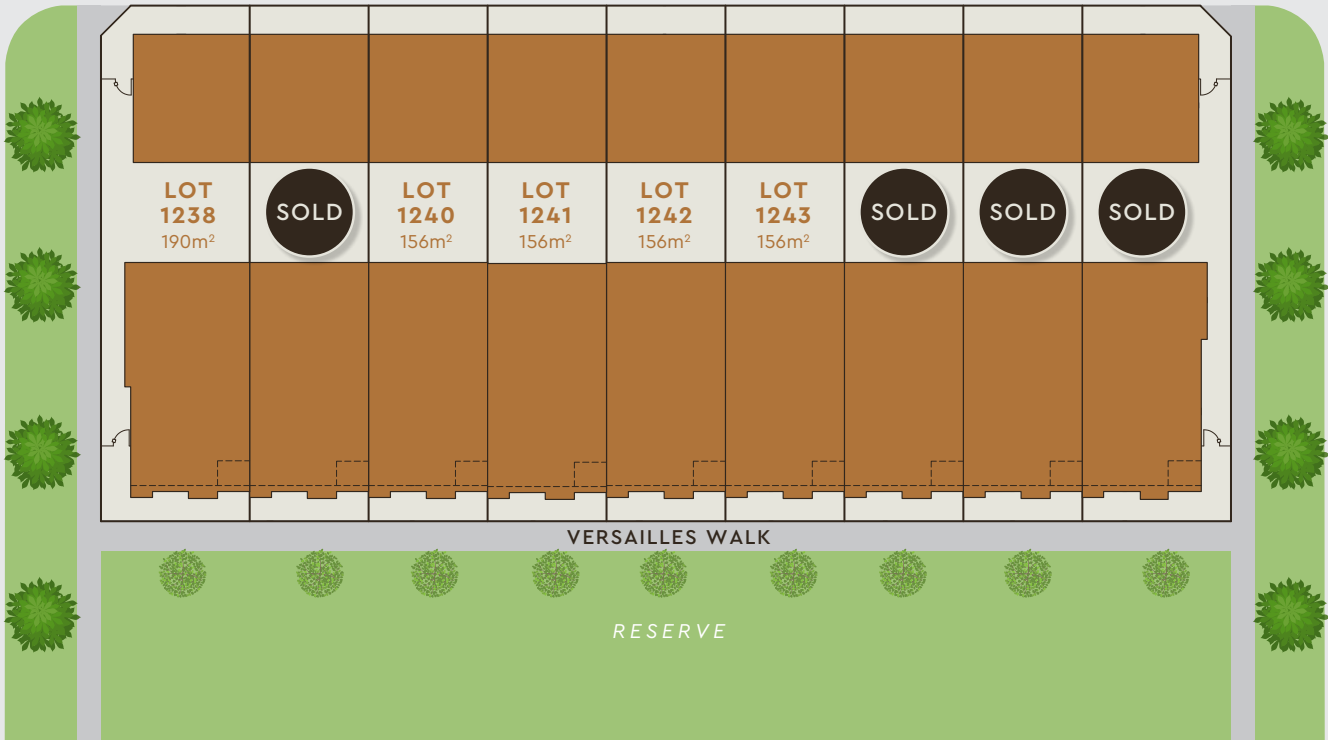 LOT
1238
190m²
SOLD
LOT
1240
156m²
LOT
1241
156m²
LOT
1242
156m²
LOT
1243
156m²
SOLD
SOLD
SOLD
VERSAILLES WALK
RESERVE